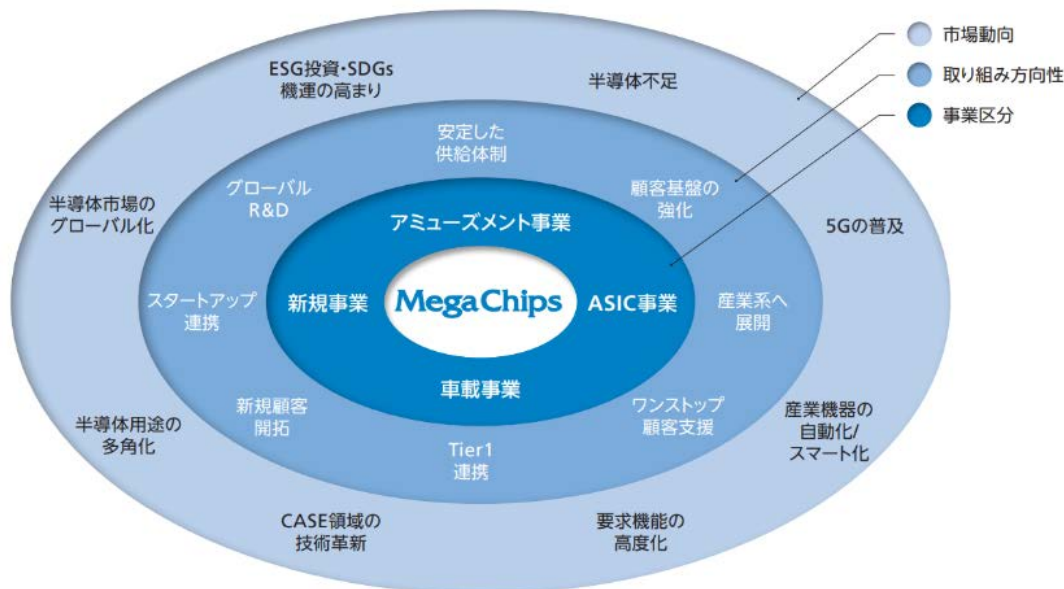 市場動向
取り組み方向性
事業区分
ESG投資・SDGs
機運の高まり
半導体不足
安定した
供給体制
グローバル
R&D
顧客基盤の
強化
半導体市場の
グローバル化
アミューズメント事業
5Gの普及
スタートアップ
連携
新規事業
MegaChips
ASIC事業
産業系へ
展開
車載事業
新規顧客
開拓
ワンストップ
顧客支援
半導体用途の
多角化
産業機器の
自動化/
スマート化
Tier1
連携
CASE領域の
技術革新
要求機能の
高度化